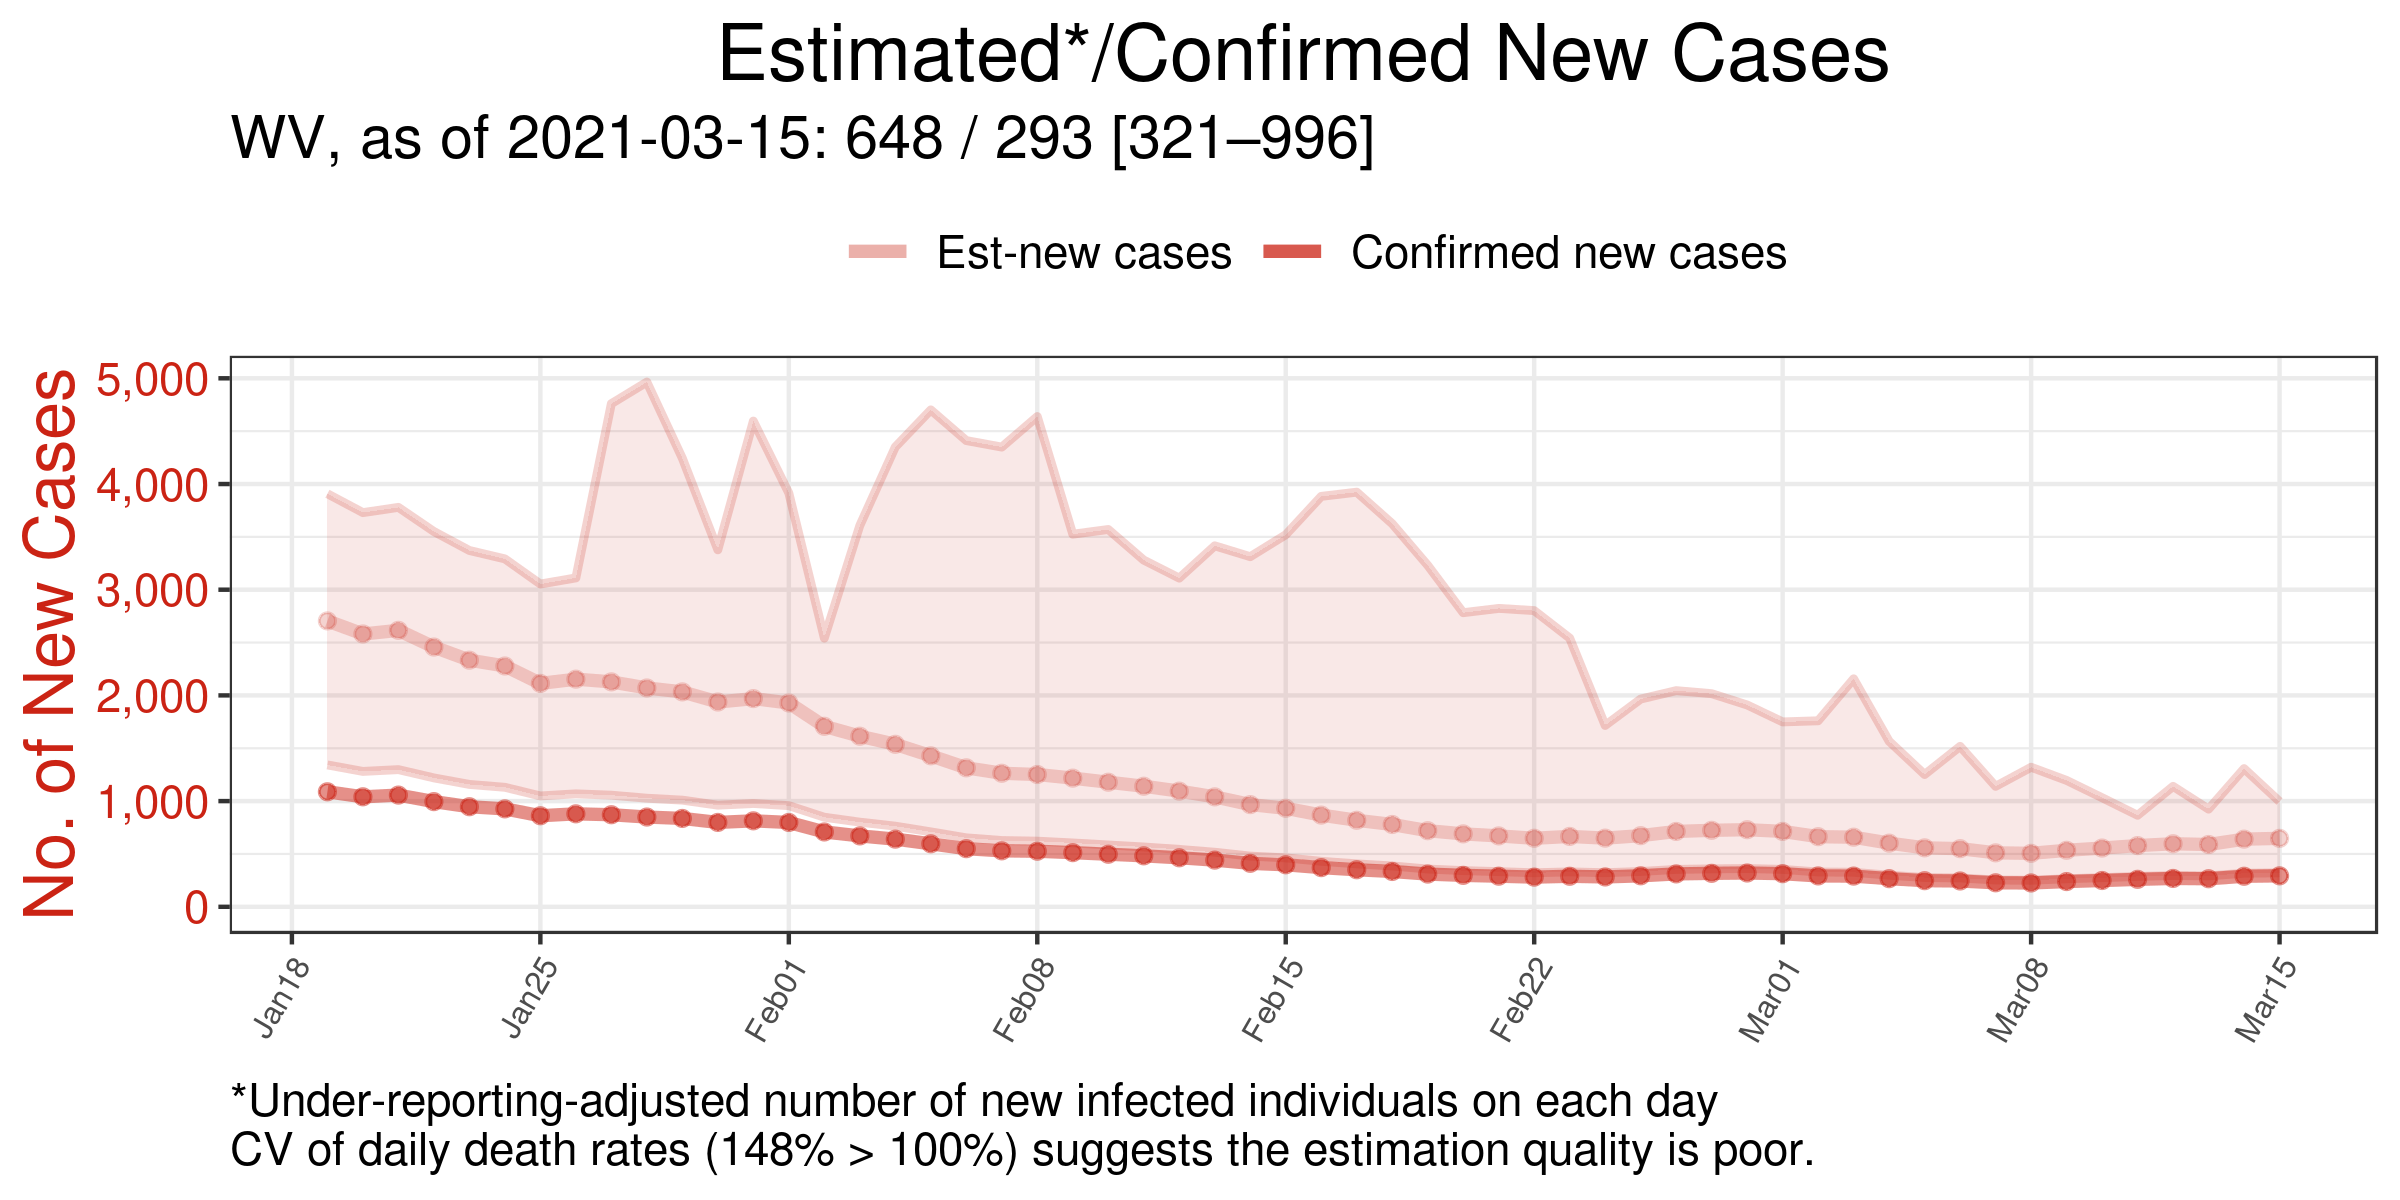 Estimated*/Confirmed New Cases
WV, as of 2021-03-15: 648 / 293 [321–996]
Est-new cases
Confirmed new cases
No. of New Cases
5,000
4,000
3,000
2,000
1,000
0
Jan18
Jan25
Feb01
Feb08
Feb15
Feb22
Mar01
Mar08
Mar15
*Under-reporting-adjusted number of new infected individuals on each day
CV of daily death rates (148% > 100%) suggests the estimation quality is poor.